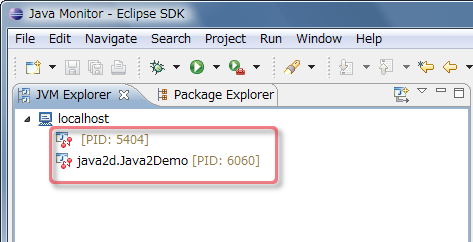 Java Monitor - Eclipse SDK
File Edit Navigate Search Project Run Window Help
JVM Explorer Package Explorer
localhost
[PID: 5404]
java2d.Java2Demo [PID: 6060]